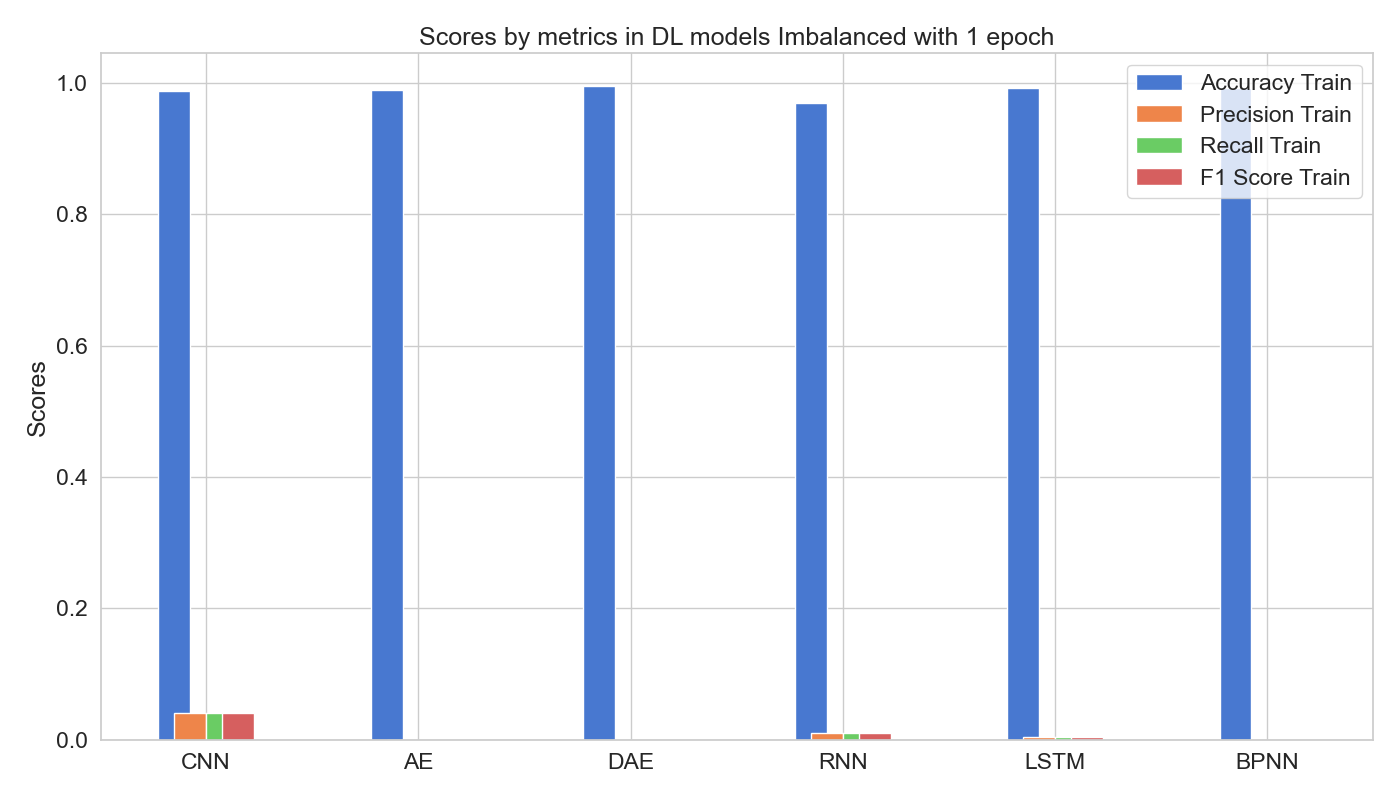 Scores by metrics in DL models Imbalanced with 1 epoch
Accuracy Train
Precision Train
Recall Train
F1 Score Train
1.0
0.8
0.6
0.4
0.2
0.0
Scores
CNN AE DAE RNN LSTM BPNN